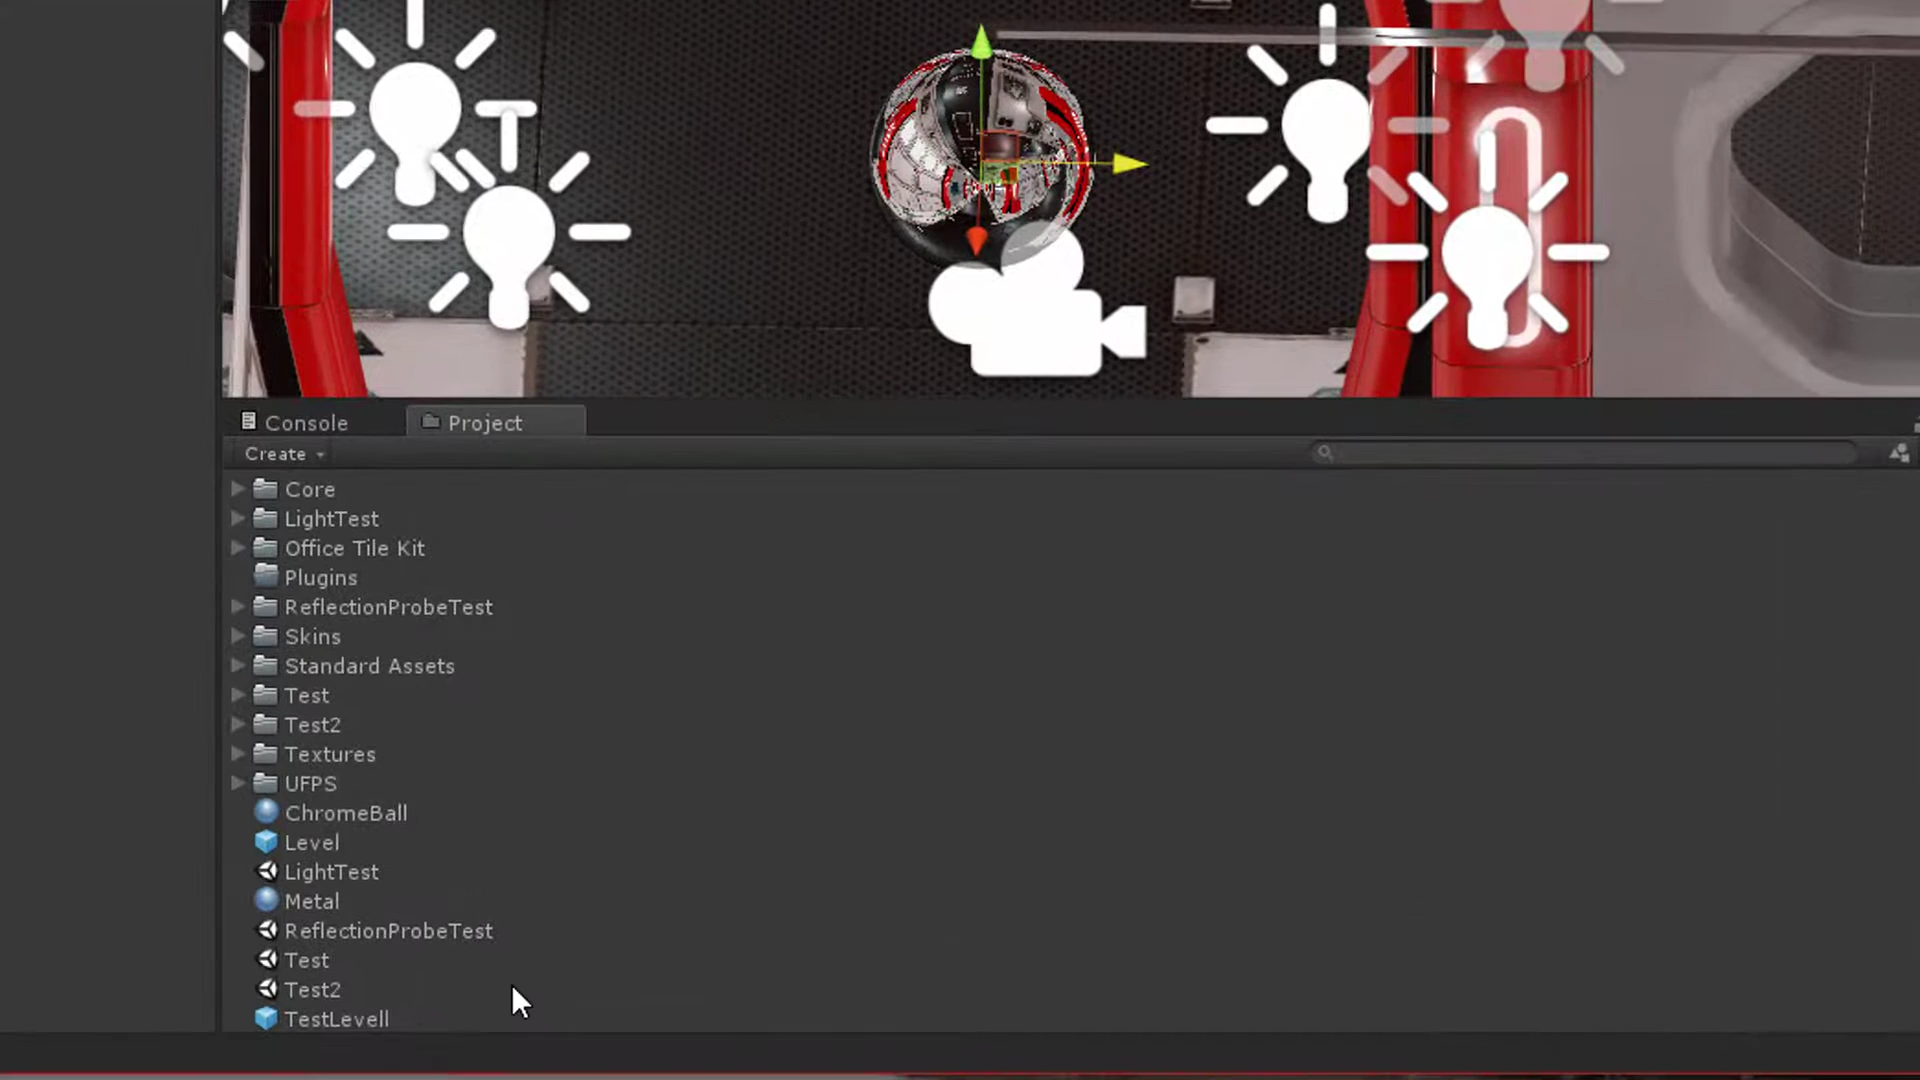 Console
Project
Create
Core
LightTest
Office Tile Kit
Plugins
ReflectionProbeTest
Skins
Standard Assets
Test
Test2
Textures
UFPS
ChromeBall
Level
LightTest
Metal
ReflectionProbeTest
Test
Test2
TestLevell